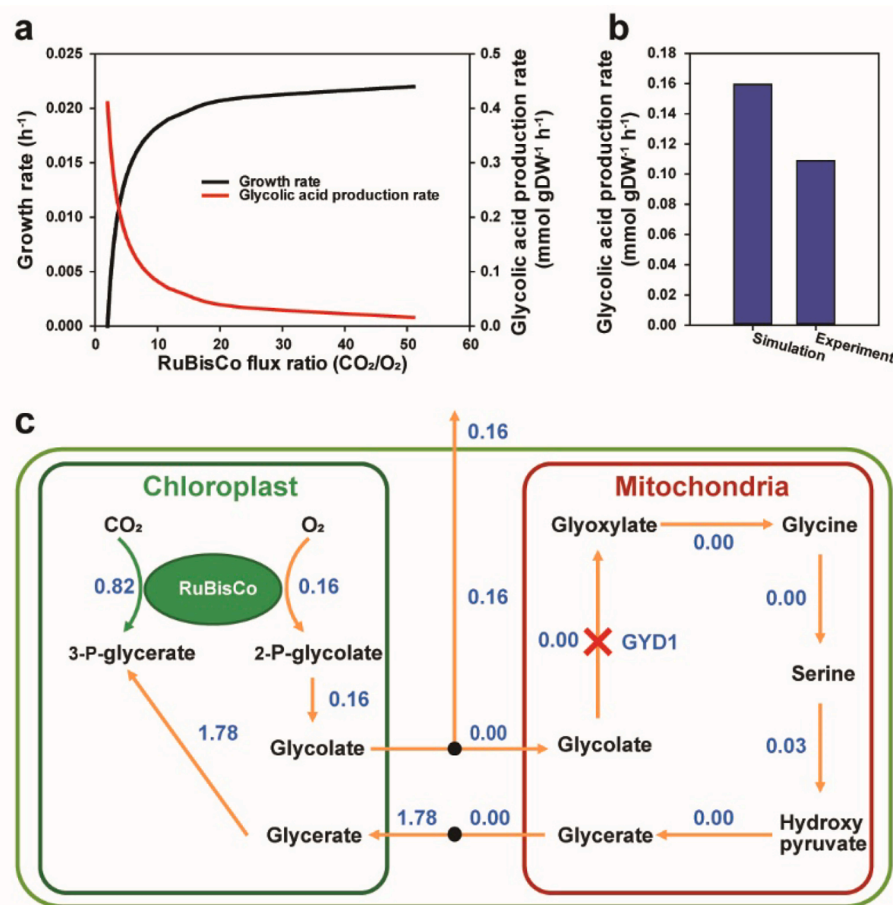 a
0.025
0.020
0.015
0.010
0.005
0.000
Growth rate (h⁻¹)
0.5
0.4
0.3
0.2
0.1
0.0
Glycolic acid production rate
(mmol gDW⁻¹ h⁻¹)
Growth rate
Glycolic acid production rate
0 10 20 30 40 50 60
RuBisCo flux ratio (CO₂/O₂)
b
0.18
0.16
0.14
0.12
0.10
0.08
0.06
0.04
0.02
0.00
Glycolic acid production rate
(mmol gDW⁻¹ h⁻¹)
Simulation
Experiment
c
0.16
Chloroplast
Mitochondria
CO₂
O₂
Glyoxylate
Glycine
0.00
0.82
RuBisCo
0.16
0.16
0.00
3-P-glycerate
2-P-glycolate
0.00
GYD1
Serine
0.16
1.78
0.03
Glycolate
0.00
Glycolate
Glycerate
1.78
0.00
Glycerate
0.00
Hydroxy
pyruvate